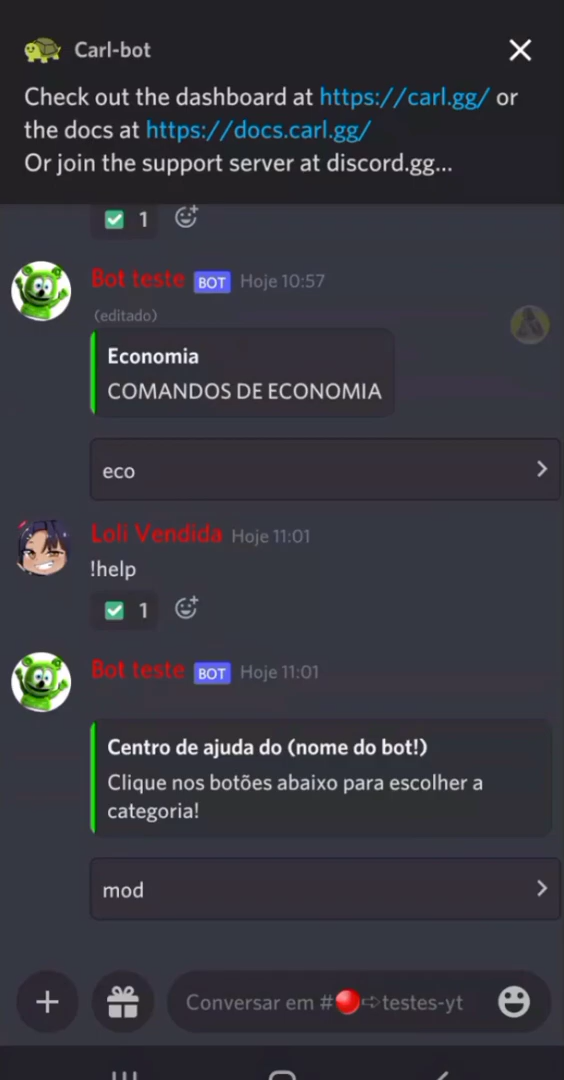 Carl-bot
Check out the dashboard at https://carl.gg/ or
the docs at https://docs.carl.gg/
Or join the support server at discord.gg...
1
Bot teste BOT Hoje 10:57
(editado)
Economia
COMANDOS DE ECONOMIA
eco
Loli Vendida Hoje 11:01
!help
1
Bot teste BOT Hoje 11:01
Centro de ajuda do (nome do bot!)
Clique nos botões abaixo para escolher a
categoria!
mod
Conversar em #🔴➪testes-yt